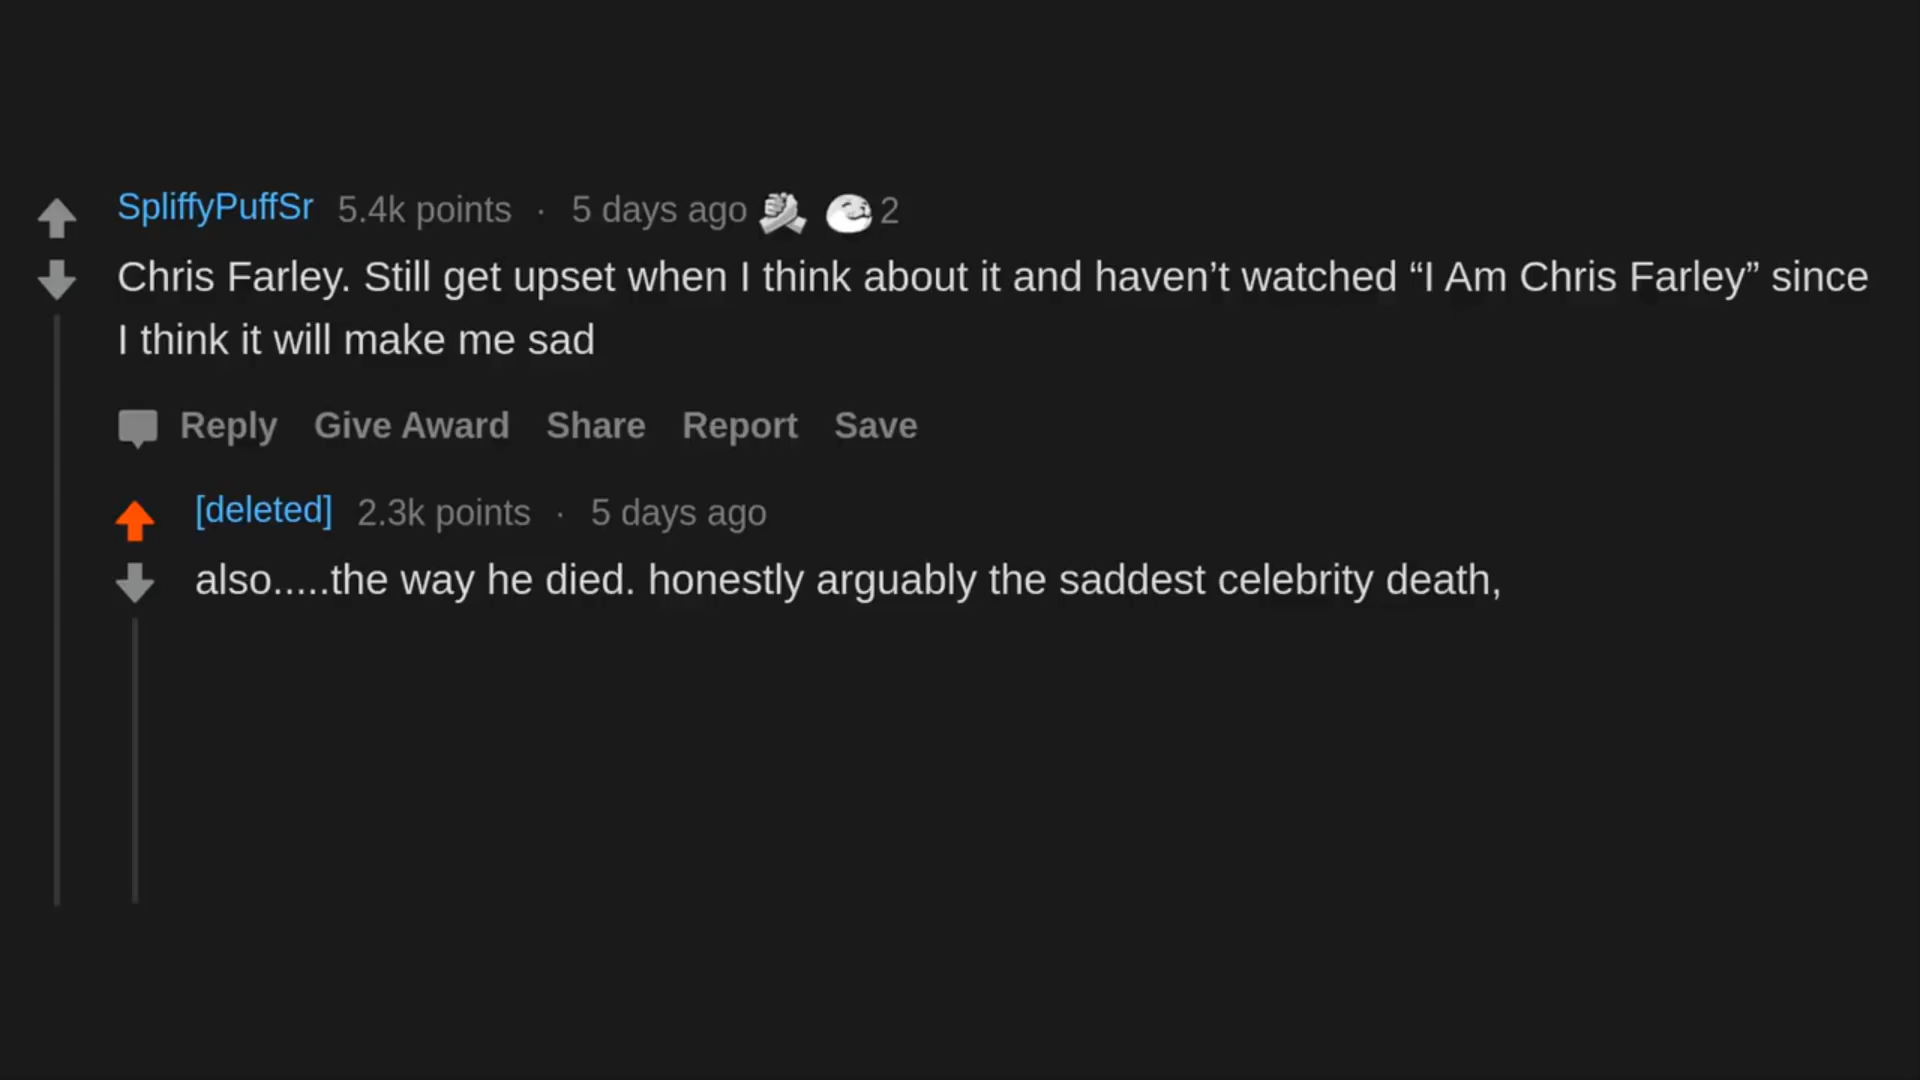 SpliffyPuffSr 5.4k points · 5 days ago 2
Chris Farley. Still get upset when I think about it and haven’t watched “I Am Chris Farley” since
I think it will make me sad
Reply Give Award Share Report Save
[deleted] 2.3k points · 5 days ago
also.....the way he died. honestly arguably the saddest celebrity death,